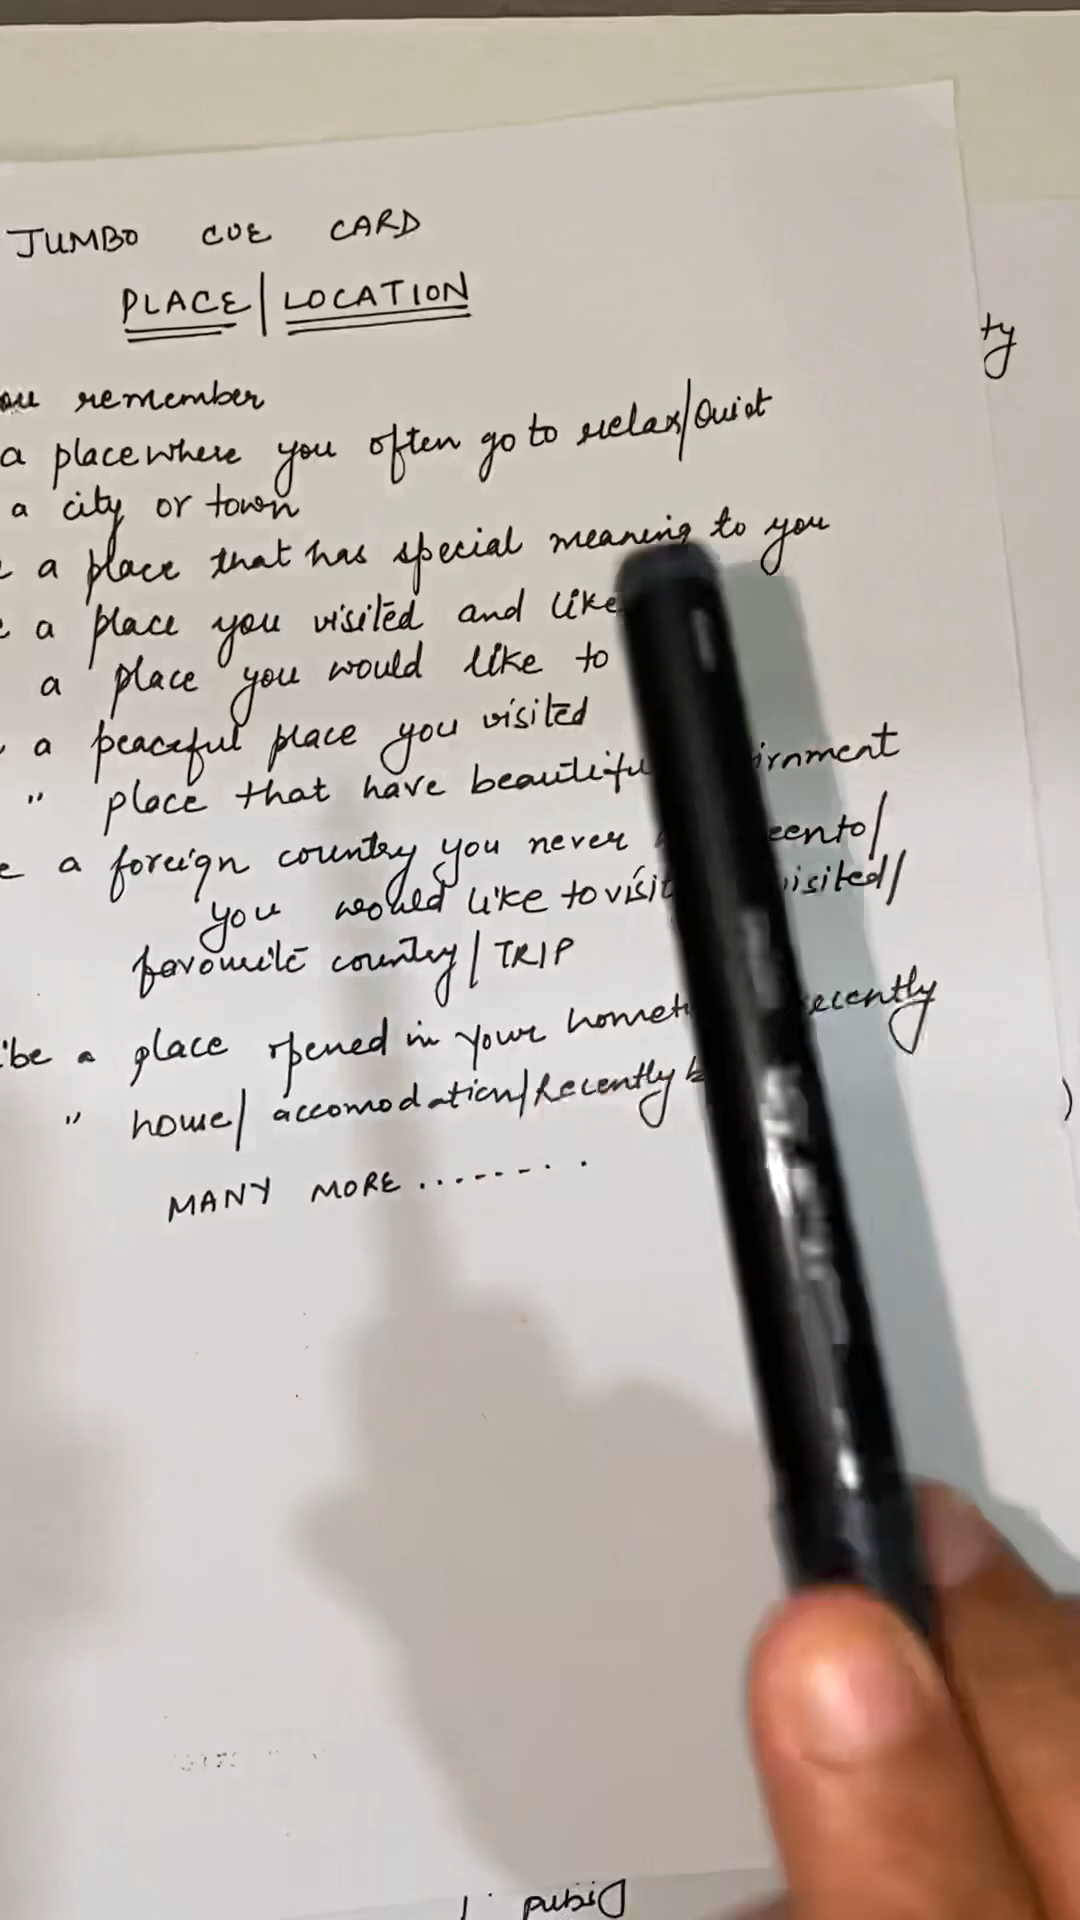 JUMBO CUE CARD
PLACE/LOCATION
remember
a place where you often go to relax/Quiet
a city or town
a place that has special meaning to you
a place you visited and like
a place you would like to
a peaceful place you visited
" place that have beautiful
a foreign country you never
you would like to visit visited/
favourite country/TRIP
a place opened in your recently
" house/ accomodation/Recently
MANY MORE ........